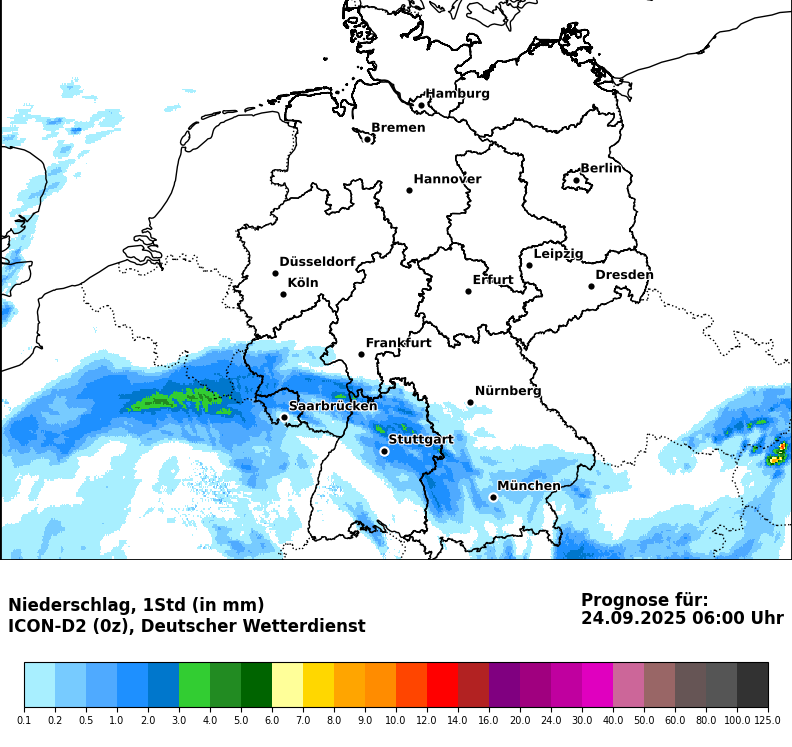 Hamburg
Bremen
Berlin
Hannover
Leipzig
Düsseldorf
Dresden
Köln
Erfurt
Frankfurt
Nürnberg
Saarbrücken
Stuttgart
München
Niederschlag, 1Std (in mm)
ICON-D2 (0z), Deutscher Wetterdienst
Prognose für:
24.09.2025 06:00 Uhr
0.1 0.2 0.5 1.0 2.0 3.0 4.0 5.0 6.0 7.0 8.0 9.0 10.0 12.0 14.0 16.0 20.0 24.0 30.0 40.0 50.0 60.0 80.0 100.0 125.0